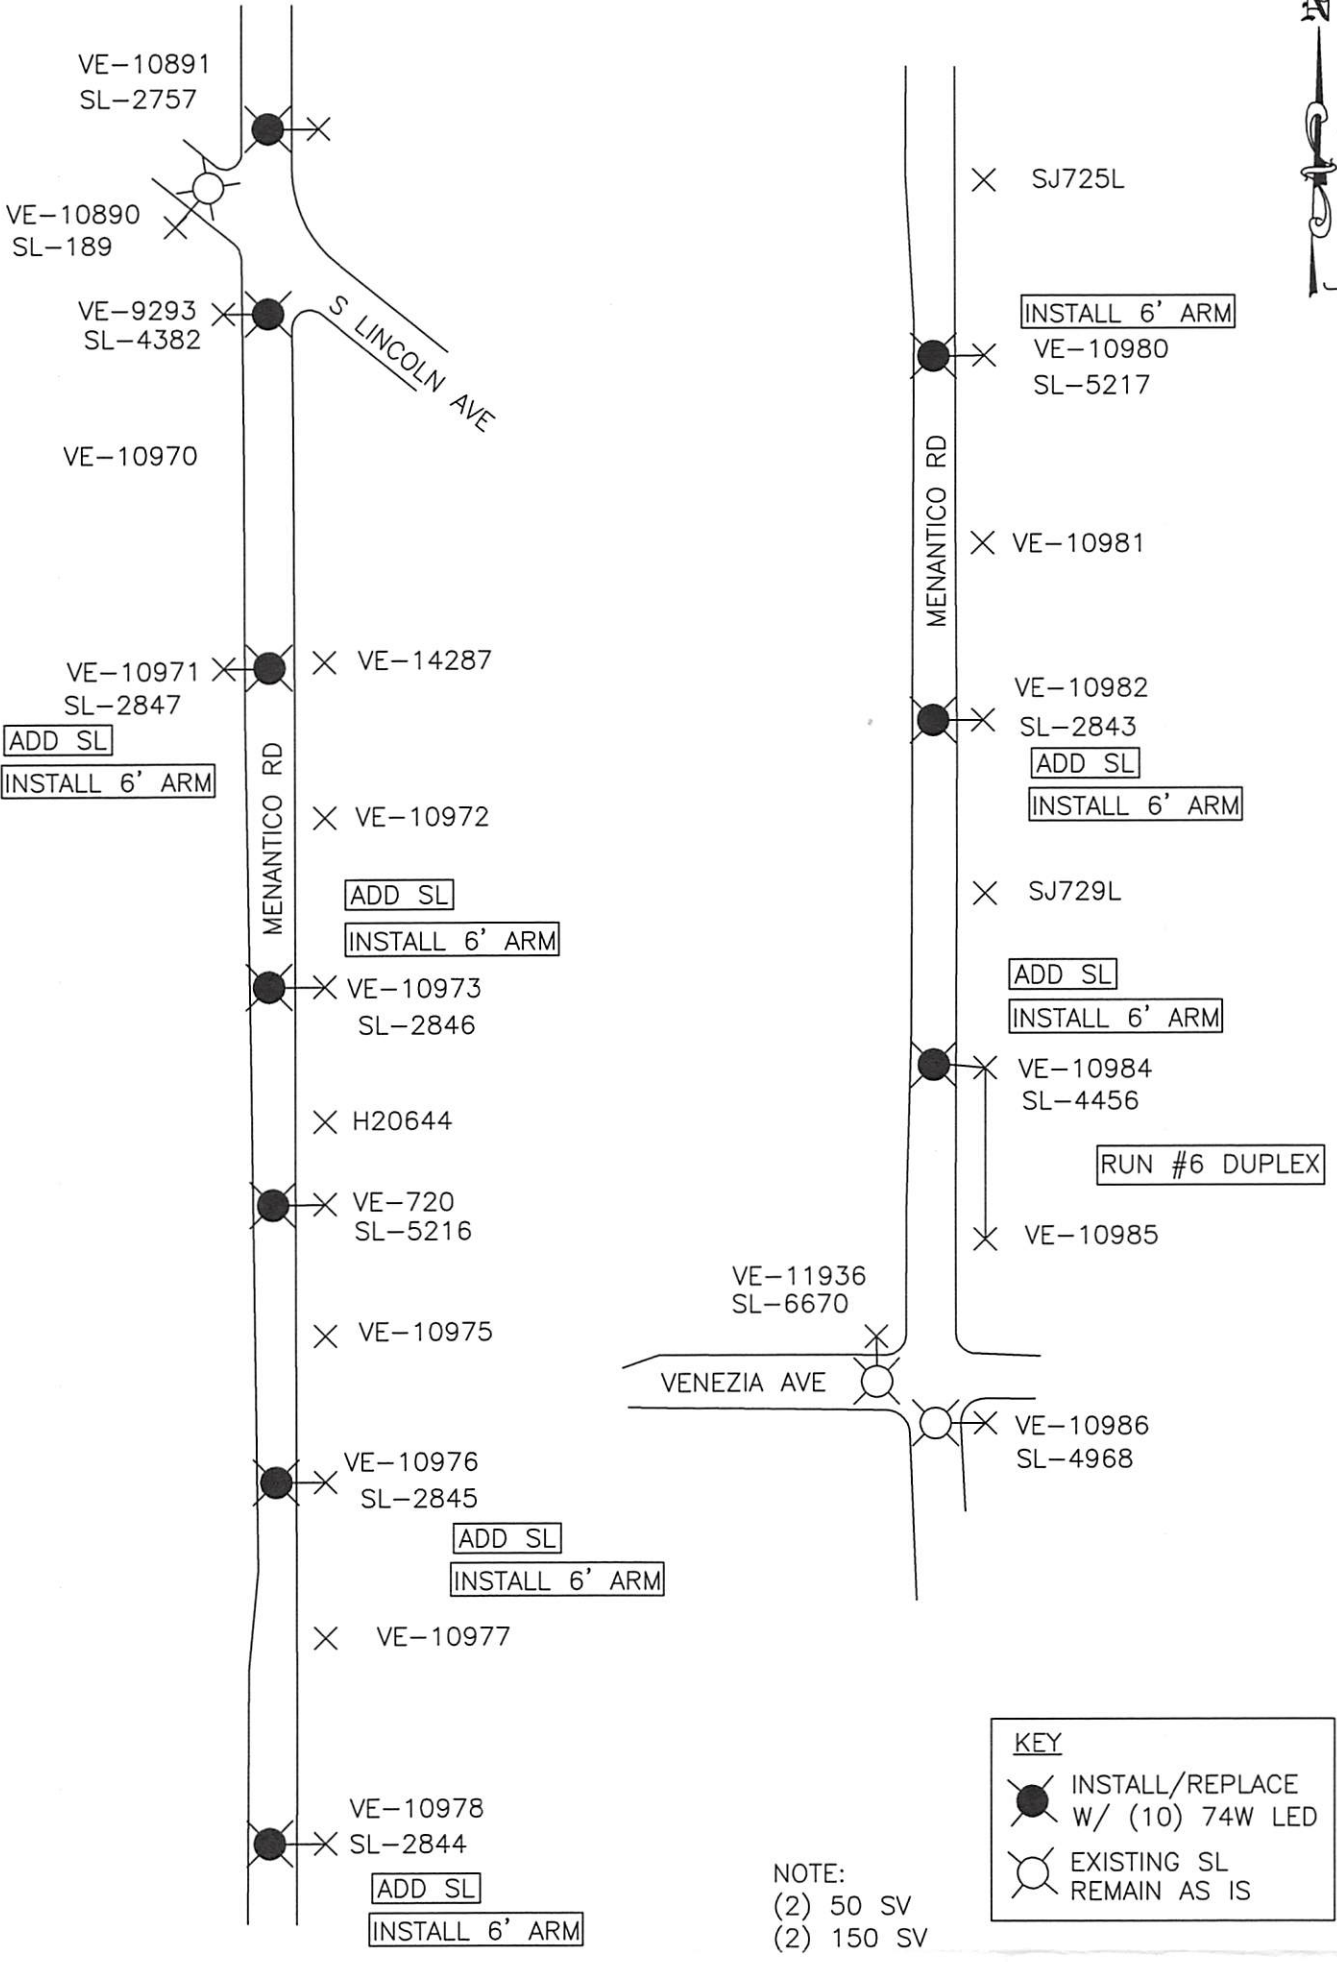 VE-10891
SL-2757
VE-10890
SL-189
VE-9293
SL-4382
S LINCOLN AVE
VE-10970
VE-10971
SL-2847
ADD SL
INSTALL 6' ARM
VE-14287
MENANTICO RD
VE-10972
ADD SL
INSTALL 6' ARM
VE-10973
SL-2846
H20644
VE-720
SL-5216
VE-10975
VE-10976
SL-2845
ADD SL
INSTALL 6' ARM
VE-10977
VE-10978
SL-2844
ADD SL
INSTALL 6' ARM
SJ725L
INSTALL 6' ARM
VE-10980
SL-5217
MENANTICO RD
VE-10981
VE-10982
SL-2843
ADD SL
INSTALL 6' ARM
SJ729L
ADD SL
INSTALL 6' ARM
VE-10984
SL-4456
RUN #6 DUPLEX
VE-10985
VE-11936
SL-6670
VENEZIA AVE
VE-10986
SL-4968
NOTE:
(2) 50 SV
(2) 150 SV
KEY
INSTALL/REPLACE
W/ (10) 74W LED
EXISTING SL
REMAIN AS IS